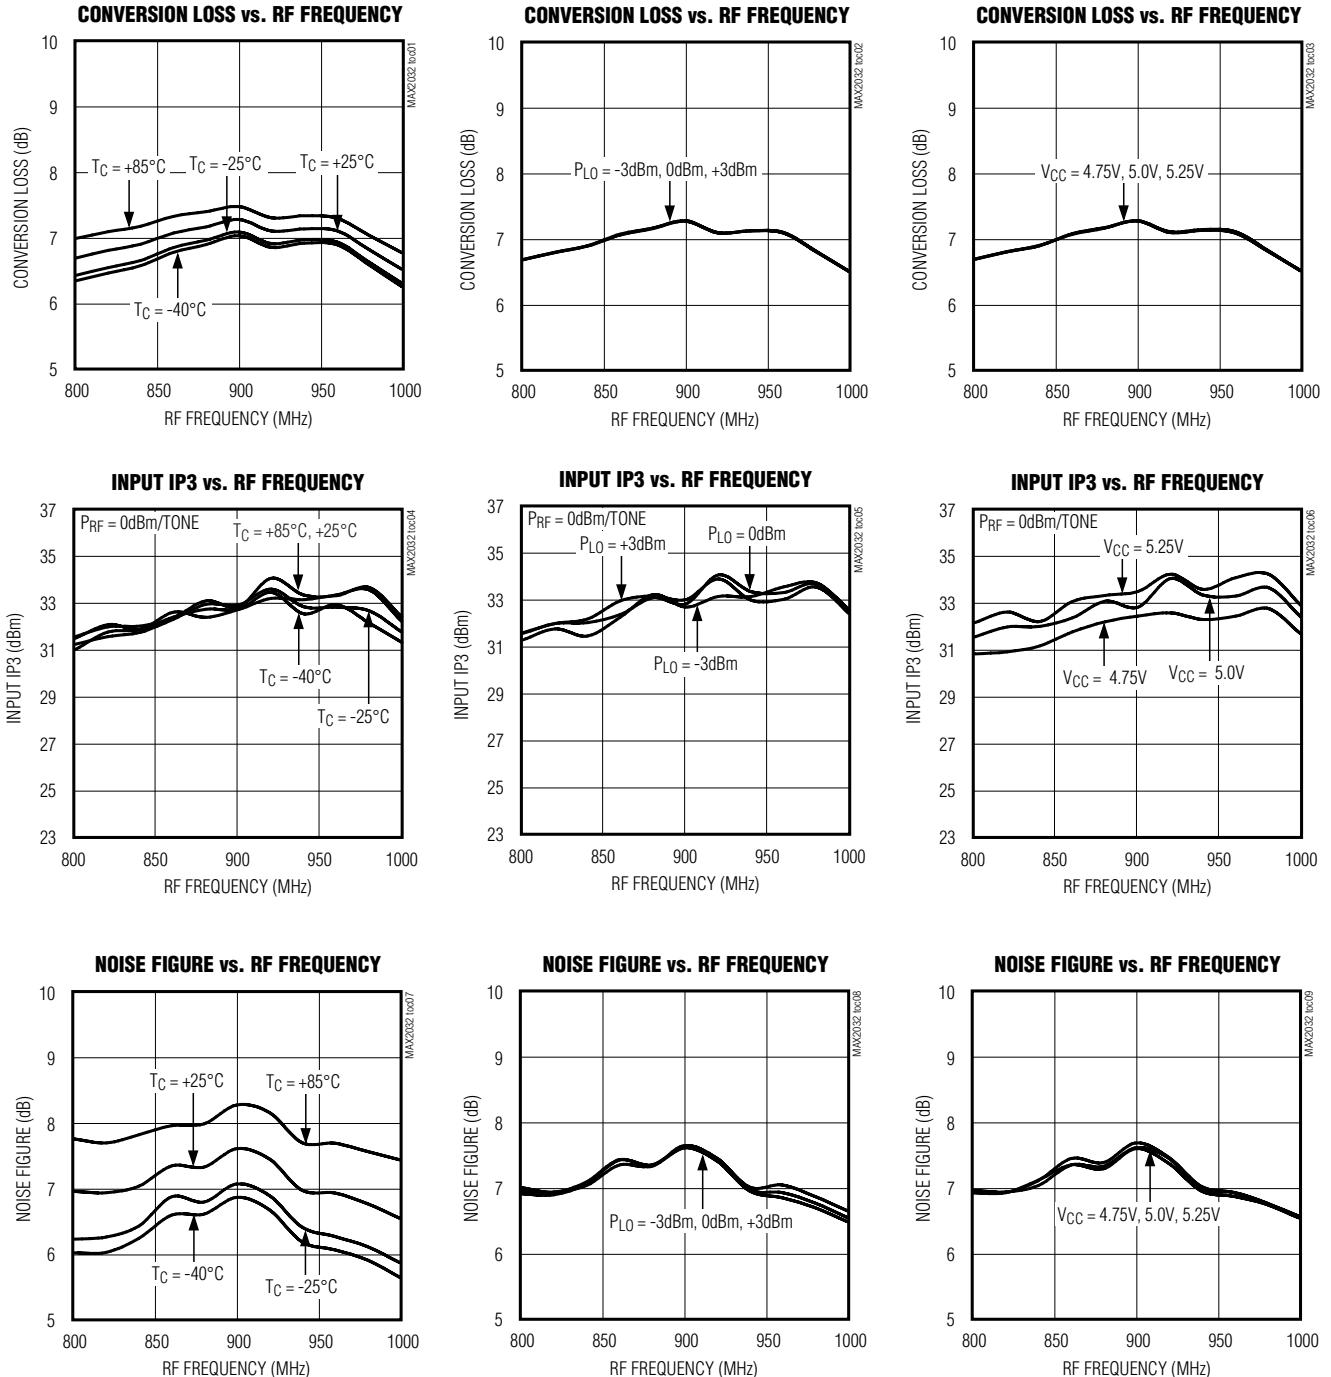 CONVERSION LOSS vs. RF FREQUENCY
MAX2032 toc01
CONVERSION LOSS (dB)
10
9
8
7
6
5
TC = +85°C
TC = -25°C
TC = +25°C
TC = -40°C
800
850
900
950
1000
RF FREQUENCY (MHz)
CONVERSION LOSS vs. RF FREQUENCY
MAX2032 toc02
CONVERSION LOSS (dB)
10
9
8
7
6
5
PLO = -3dBm, 0dBm, +3dBm
800
850
900
950
1000
RF FREQUENCY (MHz)
CONVERSION LOSS vs. RF FREQUENCY
MAX2032 toc03
CONVERSION LOSS (dB)
10
9
8
7
6
5
VCC = 4.75V, 5.0V, 5.25V
800
850
900
950
1000
RF FREQUENCY (MHz)
INPUT IP3 vs. RF FREQUENCY
MAX2032 toc04
INPUT IP3 (dBm)
37
35
33
31
29
27
25
23
PRF = 0dBm/TONE
TC = +85°C, +25°C
TC = -40°C
TC = -25°C
800
850
900
950
1000
RF FREQUENCY (MHz)
INPUT IP3 vs. RF FREQUENCY
MAX2032 toc05
INPUT IP3 (dBm)
37
35
33
31
29
27
25
23
PRF = 0dBm/TONE
PLO = +3dBm
PLO = 0dBm
PLO = -3dBm
800
850
900
950
1000
RF FREQUENCY (MHz)
INPUT IP3 vs. RF FREQUENCY
MAX2032 toc06
INPUT IP3 (dBm)
37
35
33
31
29
27
25
23
PRF = 0dBm/TONE
VCC = 5.25V
VCC = 4.75V
VCC = 5.0V
800
850
900
950
1000
RF FREQUENCY (MHz)
NOISE FIGURE vs. RF FREQUENCY
MAX2032 toc07
NOISE FIGURE (dB)
10
9
8
7
6
5
TC = +25°C
TC = +85°C
TC = -40°C
TC = -25°C
800
850
900
950
1000
RF FREQUENCY (MHz)
NOISE FIGURE vs. RF FREQUENCY
MAX2032 toc08
NOISE FIGURE (dB)
10
9
8
7
6
5
PLO = -3dBm, 0dBm, +3dBm
800
850
900
950
1000
RF FREQUENCY (MHz)
NOISE FIGURE vs. RF FREQUENCY
MAX2032 toc09
NOISE FIGURE (dB)
10
9
8
7
6
5
VCC = 4.75V, 5.0V, 5.25V
800
850
900
950
1000
RF FREQUENCY (MHz)